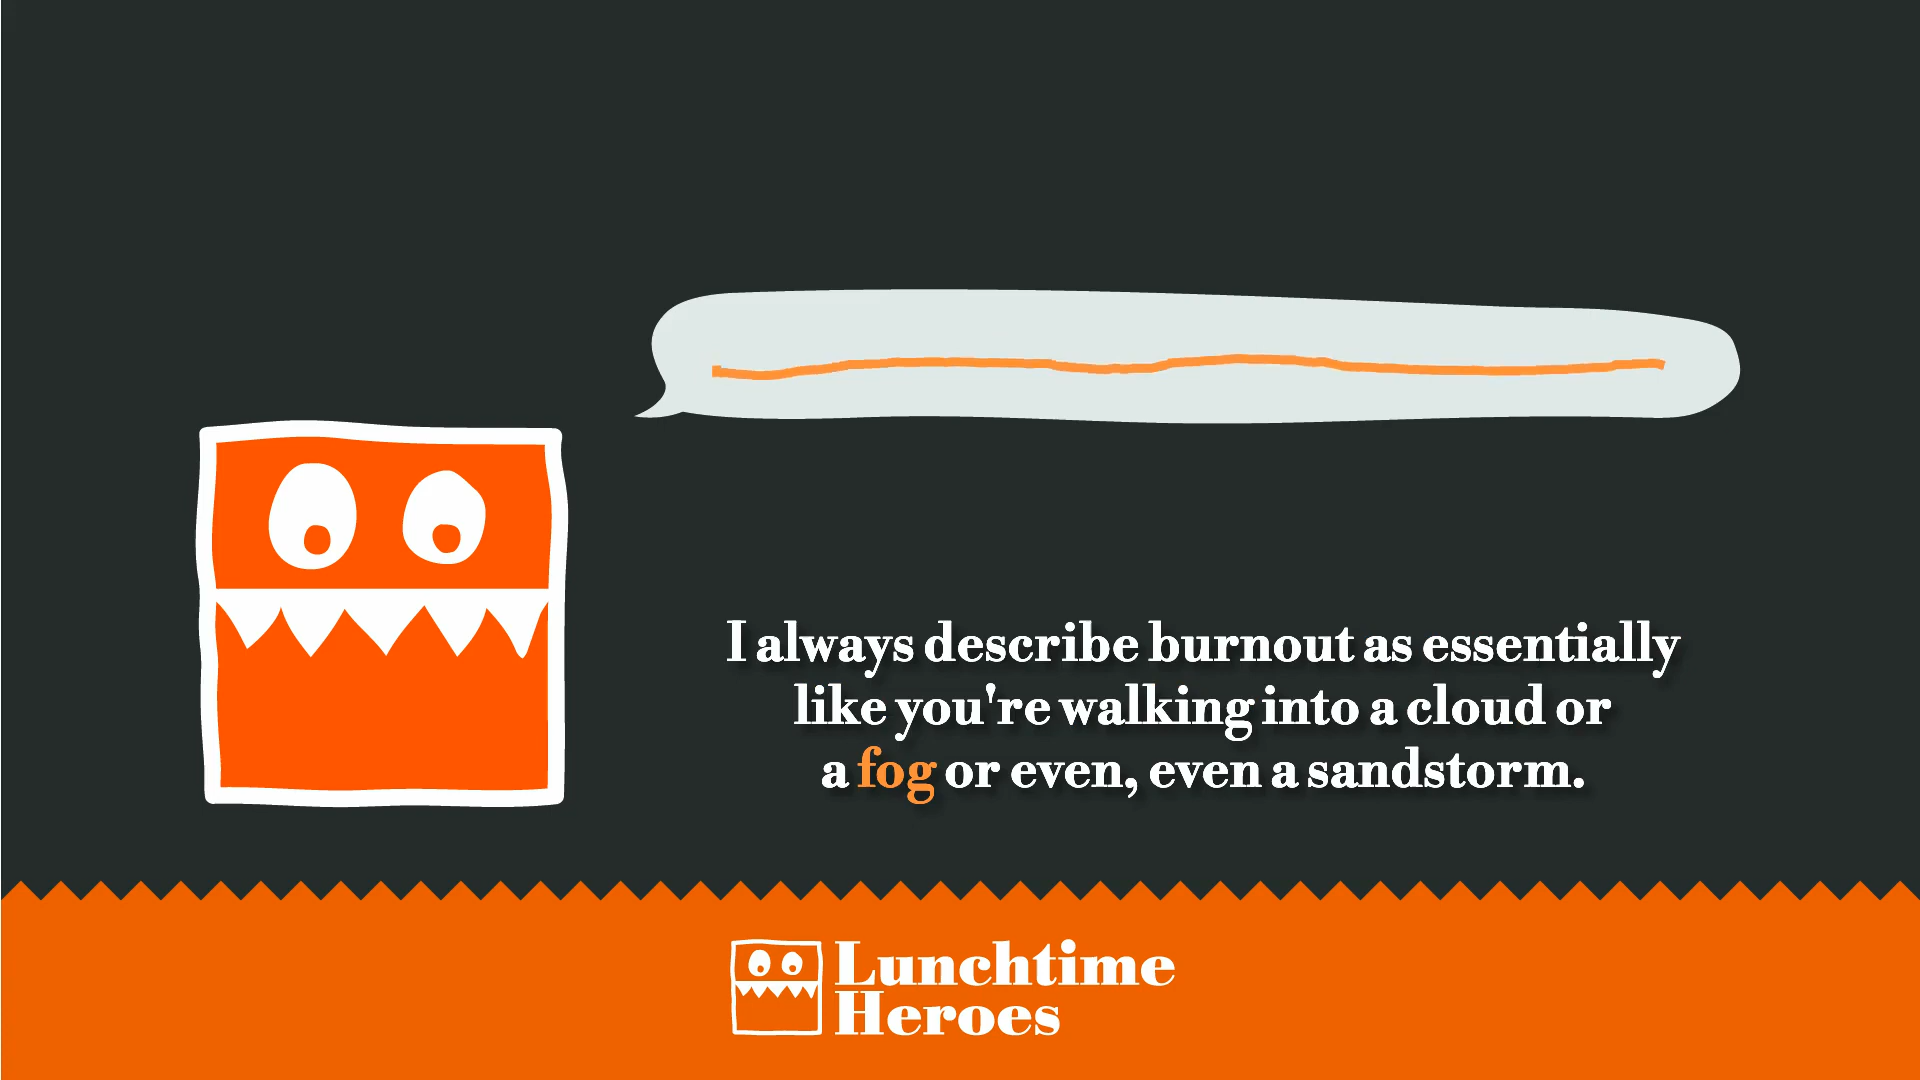 I always describe burnout as essentially
like you're walking into a cloud or
a fog or even, even a sandstorm.
Lunchtime
Heroes